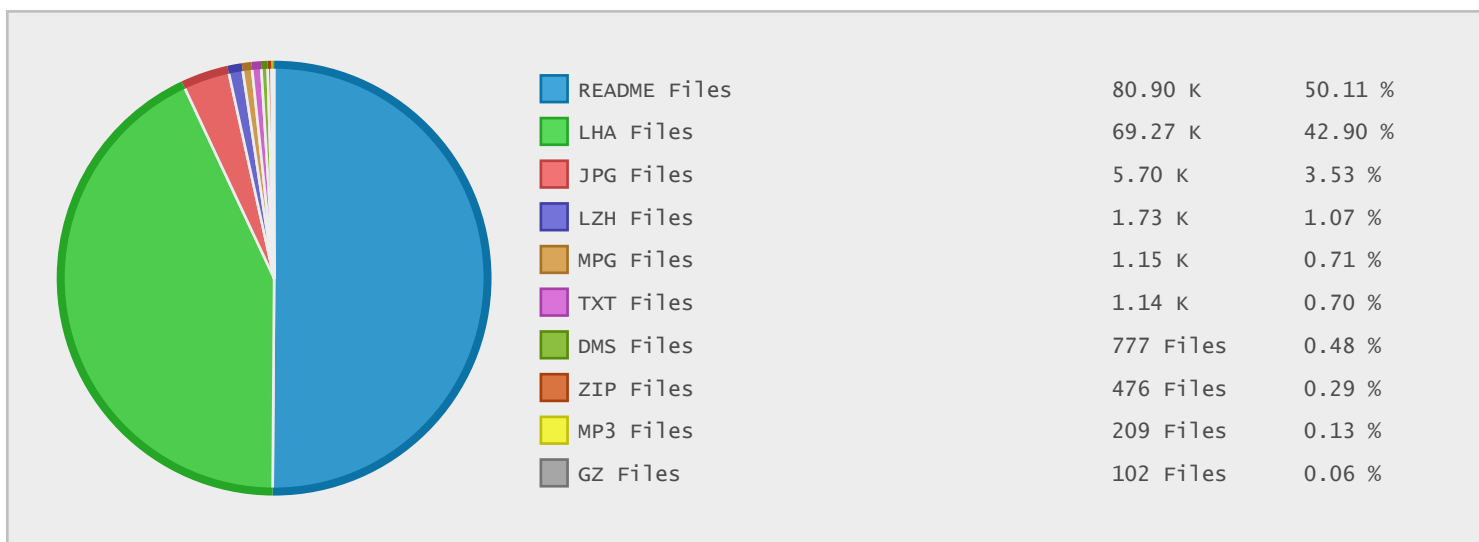 README Files 80.90 K 50.11 %
LHA Files 69.27 K 42.90 %
JPG Files 5.70 K 3.53 %
LZH Files 1.73 K 1.07 %
MPG Files 1.15 K 0.71 %
TXT Files 1.14 K 0.70 %
DMS Files 777 Files 0.48 %
ZIP Files 476 Files 0.29 %
MP3 Files 209 Files 0.13 %
GZ Files 102 Files 0.06 %